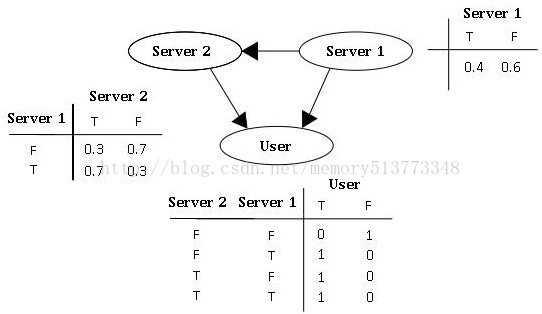 Server 1
T F
0.4 0.6
Server 2
Server 1
User
Server 2
Server 1 T F
F 0.3 0.7
T 0.7 0.3
http://blog.csdn.net/memory513773348
User
Server 2 Server 1 T F
F F 0 1
F T 1 0
T F 1 0
T T 1 0